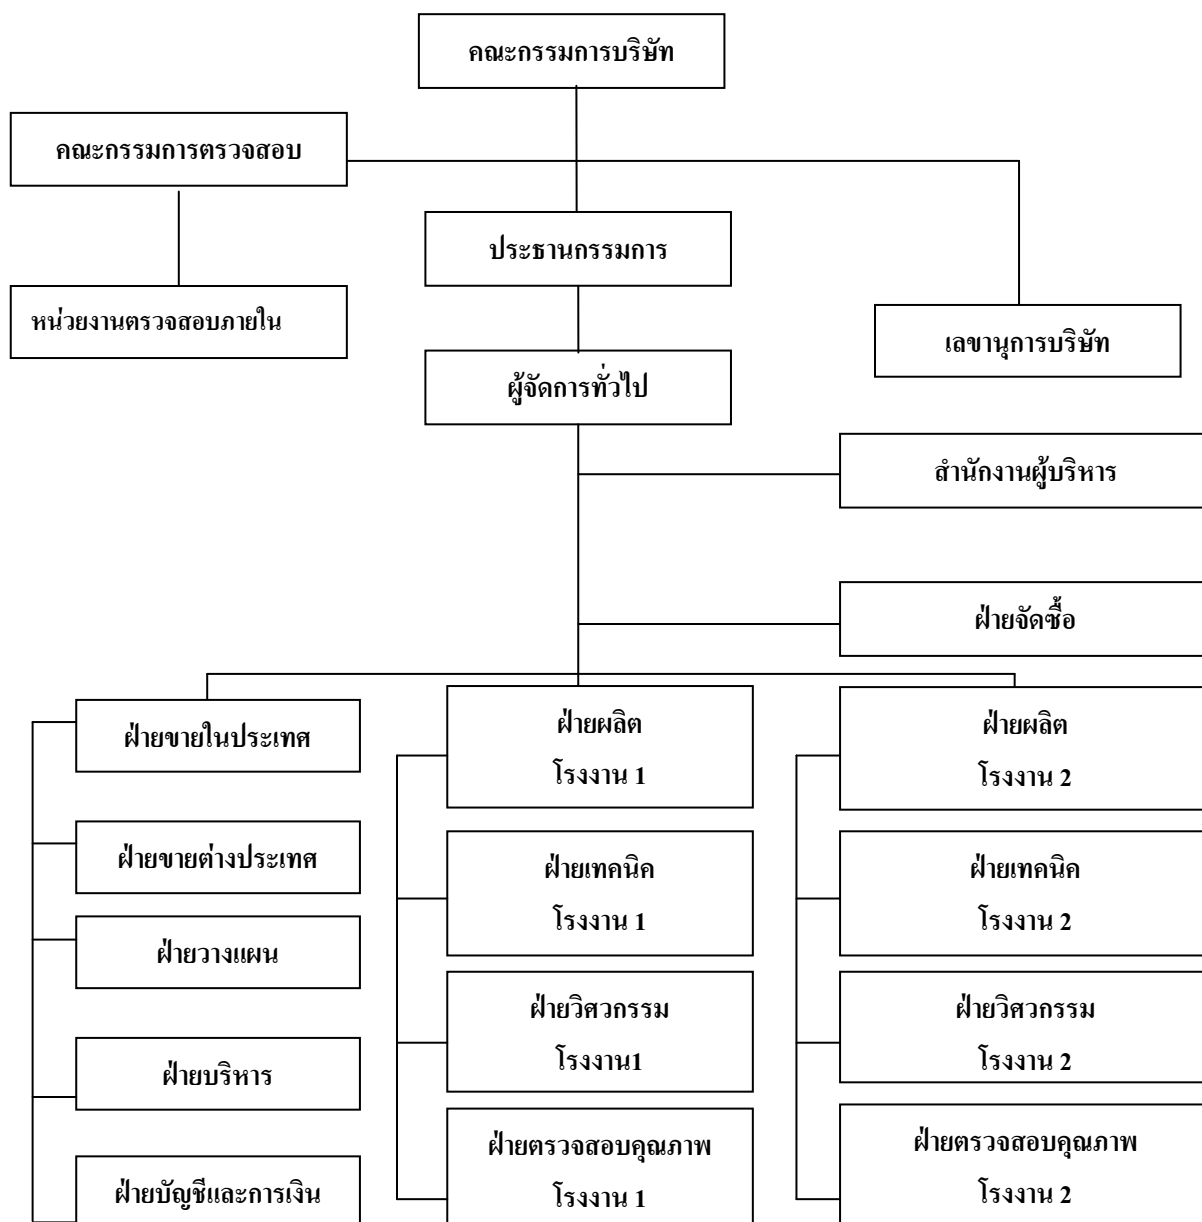 คณะกรรมการบริษัท
คณะกรรมการตรวจสอบ
ประธานกรรมการ
หน่วยงานตรวจสอบภายใน
เลขานุการบริษัท
ผู้จัดการทั่วไป
สำนักงานผู้บริหาร
ฝ่ายจัดซื้อ
ฝ่ายขายในประเทศ
ฝ่ายขายต่างประเทศ
ฝ่ายวางแผน
ฝ่ายบริหาร
ฝ่ายบัญชีและการเงิน
ฝ่ายผลิต
โรงงาน 1
ฝ่ายเทคนิค
โรงงาน 1
ฝ่ายวิศวกรรม
โรงงาน1
ฝ่ายตรวจสอบคุณภาพ
โรงงาน 1
ฝ่ายผลิต
โรงงาน 2
ฝ่ายเทคนิค
โรงงาน 2
ฝ่ายวิศวกรรม
โรงงาน 2
ฝ่ายตรวจสอบคุณภาพ
โรงงาน 2